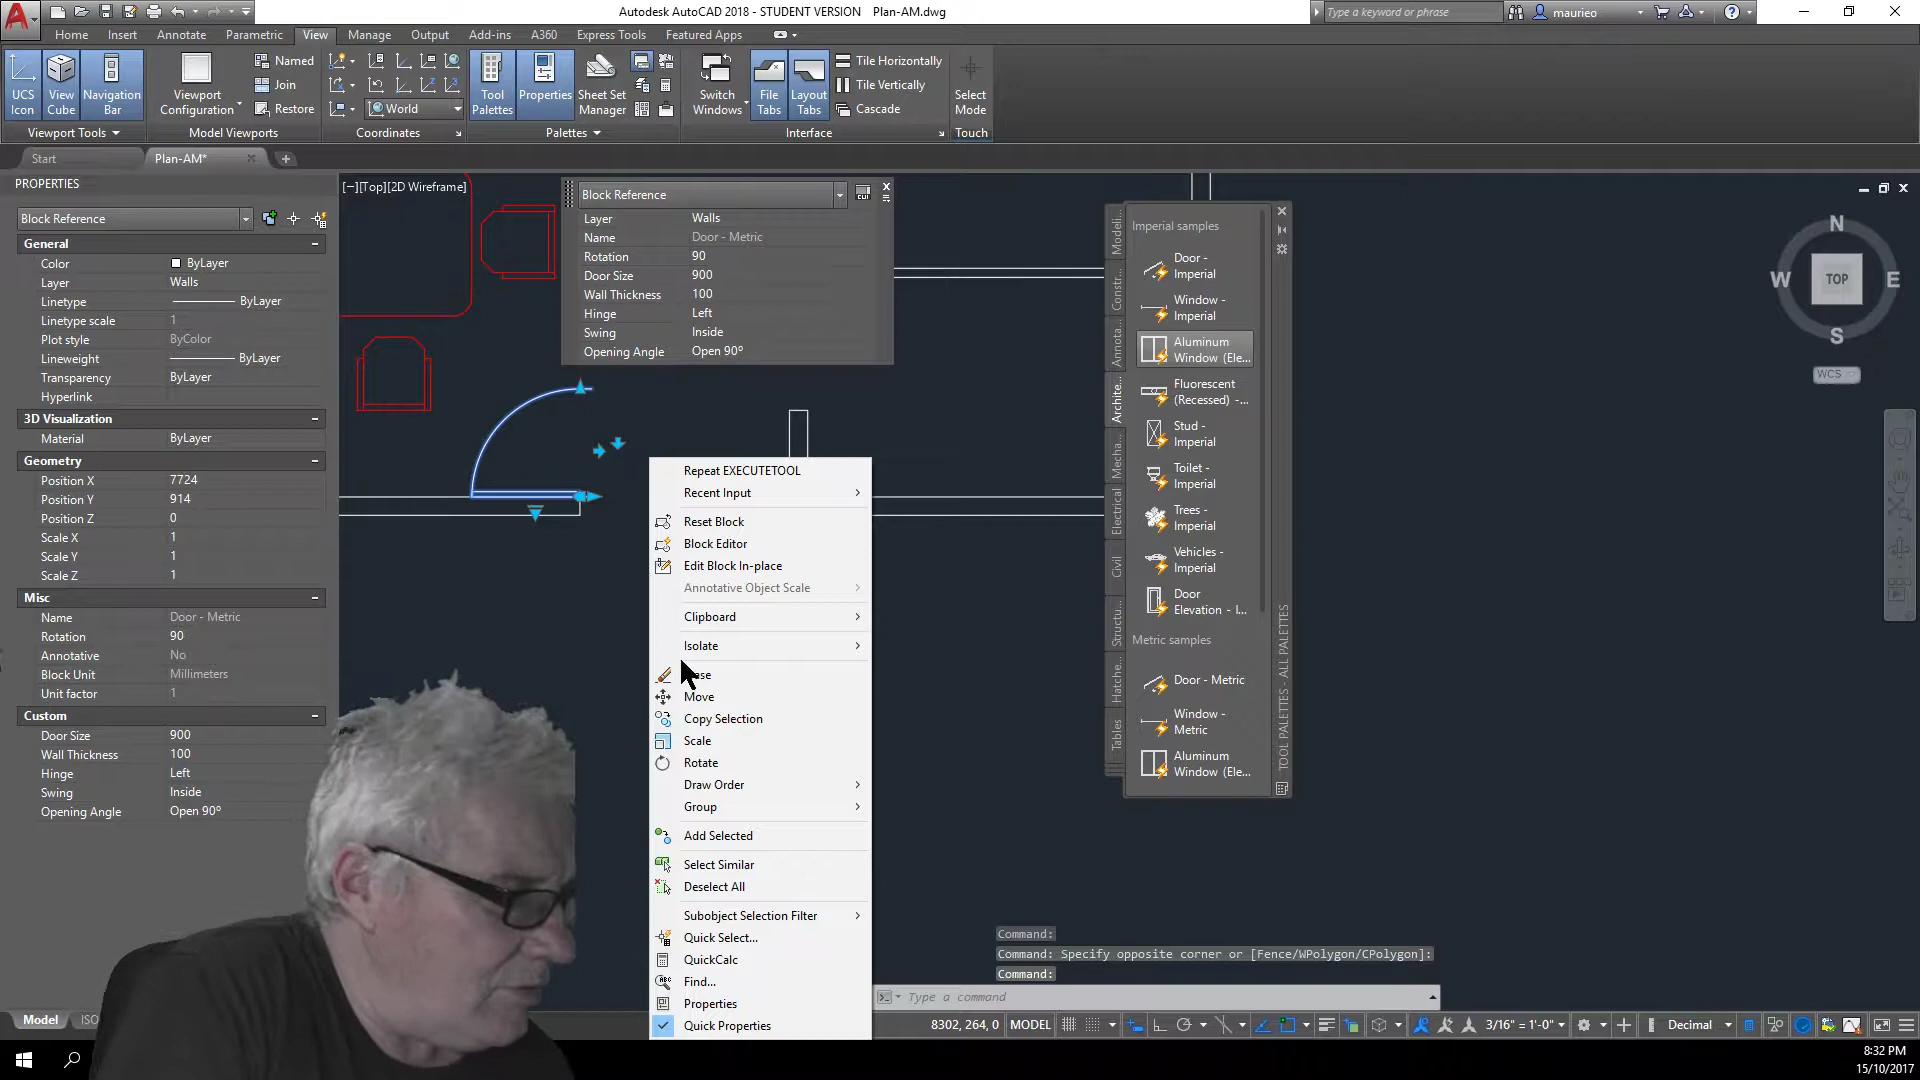 Autodesk AutoCAD 2018 - STUDENT VERSION Plan-AM.dwg
Type a keyword or phrase
maurieo
Home Insert Annotate Parametric View Manage Output Add-ins A360 Express Tools Featured Apps
UCS Icon
View Cube
Navigation Bar
Viewport Configuration
Named
Join
Restore
World
Tool Palettes
Properties
Sheet Set Manager
Switch Windows
File Tabs
Layout Tabs
Tile Horizontally
Tile Vertically
Cascade
Select Mode
Viewport Tools Model Viewports Coordinates Palettes Interface Touch
Start Plan-AM*
PROPERTIES
Block Reference
General
Color ByLayer
Layer Walls
Linetype ByLayer
Linetype scale 1
Plot style ByColor
Lineweight ByLayer
Transparency ByLayer
Hyperlink
3D Visualization
Material ByLayer
Geometry
Position X 7724
Position Y 914
Position Z 0
Scale X 1
Scale Y 1
Scale Z 1
Misc
Name Door - Metric
Rotation 90
Annotative No
Block Unit Millimeters
Unit factor 1
Custom
Door Size 900
Wall Thickness 100
Hinge Left
Swing Inside
Opening Angle Open 90º
[−][Top][2D Wireframe]
Block Reference
CUI
Layer Walls
Name Door - Metric
Rotation 90
Door Size 900
Wall Thickness 100
Hinge Left
Swing Inside
Opening Angle Open 90º
Repeat EXECUTETOOL
Recent Input
Reset Block
Block Editor
Edit Block In-place
Annotative Object Scale
Clipboard
Isolate
Move
Copy Selection
Scale
Rotate
Draw Order
Group
Add Selected
Select Similar
Deselect All
Subobject Selection Filter
Quick Select...
QuickCalc
Find...
Properties
Quick Properties
Modeli...
Constr...
Annota...
Archite...
Mecha...
Electrical
Civil
Structu...
Hatche...
Tables
Imperial samples
Door - Imperial
Window - Imperial
Aluminum Window (Ele...
Fluorescent (Recessed) -...
Stud - Imperial
Toilet - Imperial
Trees - Imperial
Vehicles - Imperial
Door Elevation - I...
Metric samples
Door - Metric
Window - Metric
Aluminum Window (Ele...
TOOL PALETTES - ALL PALETTES
N
W TOP E
S
WCS
Command:
Command: Specify opposite corner or [Fence/WPolygon/CPolygon]:
Command:
Type a command
Model ISO
8302, 264, 0 MODEL 3/16" = 1'-0" Decimal
8:32 PM
15/10/2017